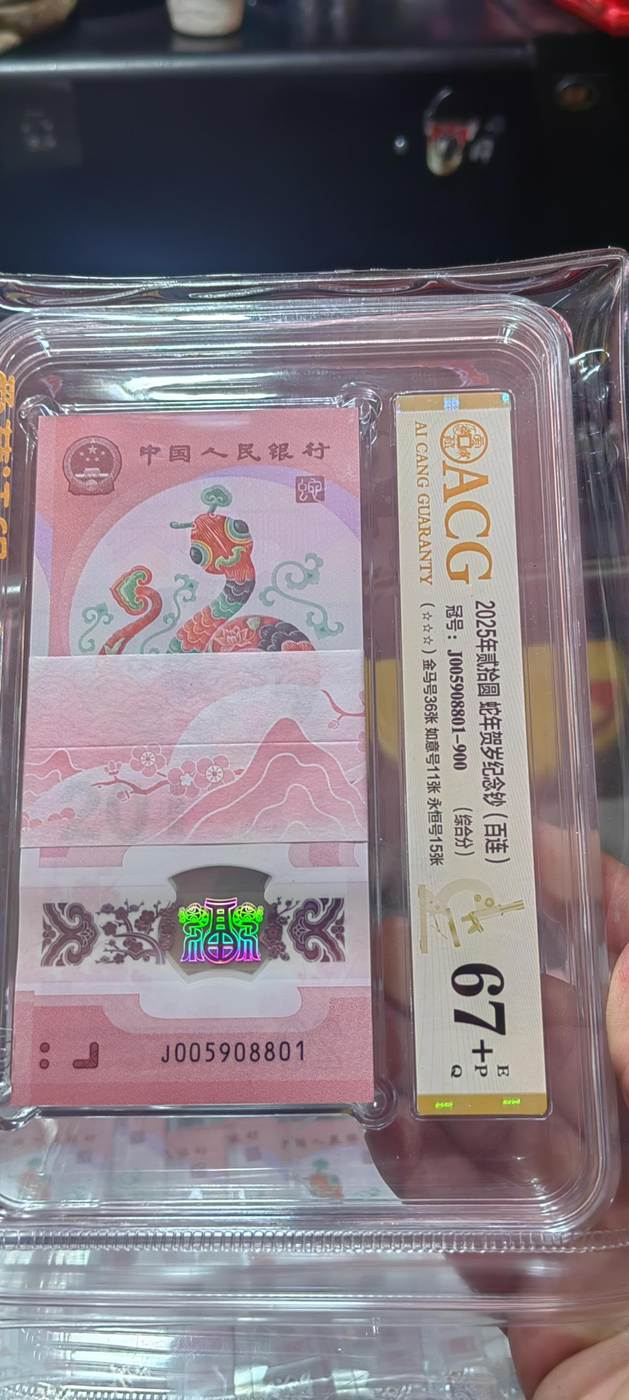 中国人民银行
J005908801
ACG
AI CANG GUARANTY
2025年贰拾圆 蛇年贺岁纪念钞（百连）
冠号：J005908801-900 （综合分）
（☆☆☆）金马号36张 如意号11张 永恒号15张
67+
E
P
Q